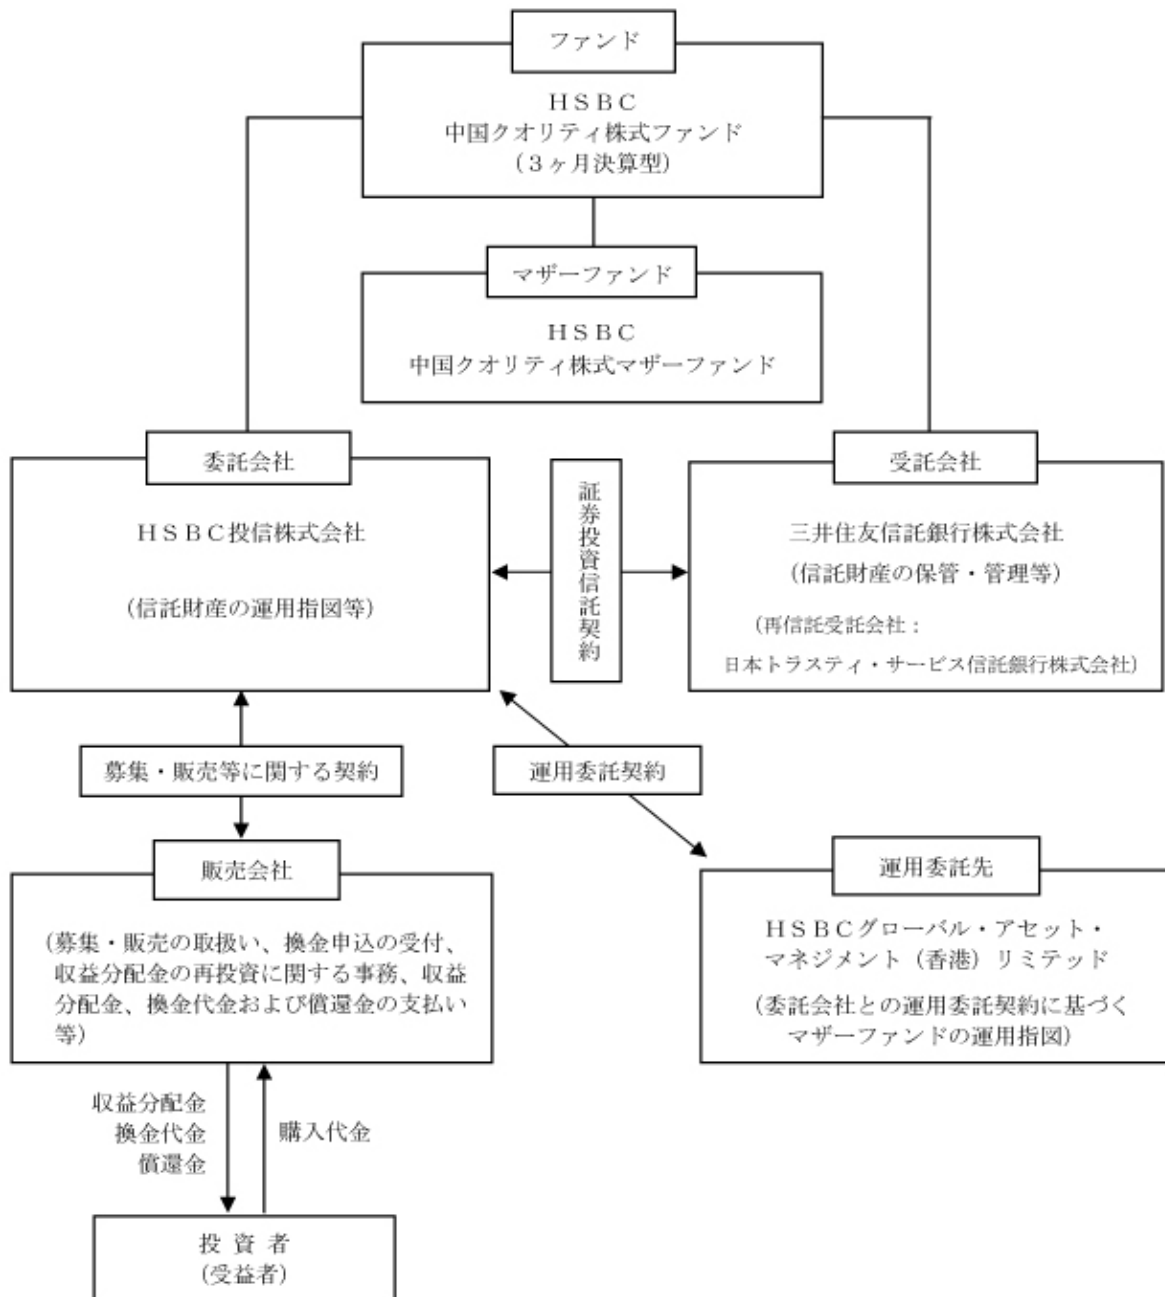 ファンド
ＨＳＢＣ
中国クオリティ株式ファンド
（３ヶ月決算型）
マザーファンド
ＨＳＢＣ
中国クオリティ株式マザーファンド
委託会社
ＨＳＢＣ投信株式会社
（信託財産の運用指図等）
証券投資信託契約
受託会社
三井住友信託銀行株式会社
（信託財産の保管・管理等）
（再信託受託会社：
日本トラスティ・サービス信託銀行株式会社）
募集・販売等に関する契約
運用委託契約
販売会社
（募集・販売の取扱い、換金申込の受付、
収益分配金の再投資に関する事務、収益
分配金、換金代金および償還金の支払い
等）
運用委託先
ＨＳＢＣグローバル・アセット・
マネジメント（香港）リミテッド
（委託会社との運用委託契約に基づく
マザーファンドの運用指図）
収益分配金
換金代金
償還金
購入代金
投 資 者
（受益者）